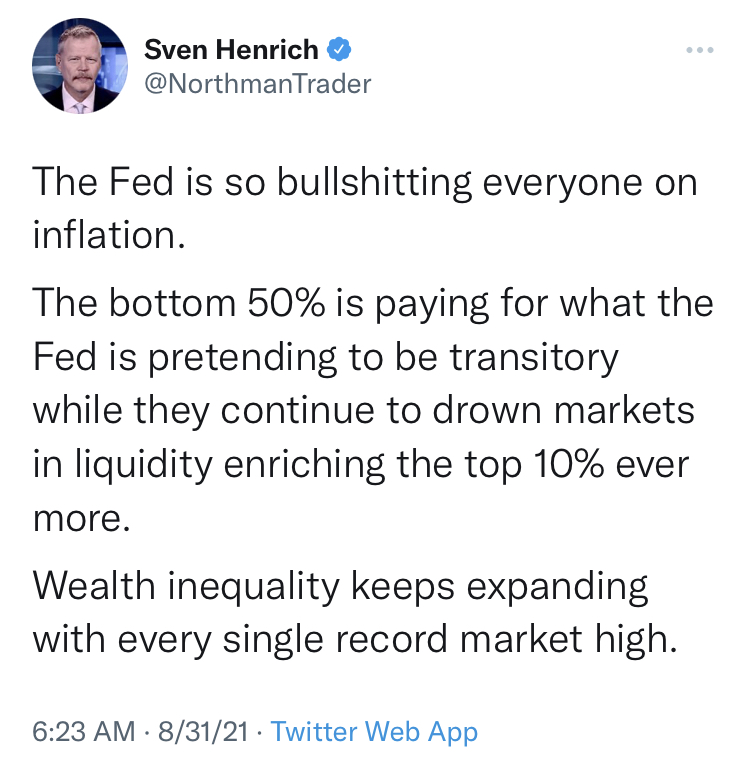 Sven Henrich
@NorthmanTrader
The Fed is so bullshitting everyone on
inflation.
The bottom 50% is paying for what the
Fed is pretending to be transitory
while they continue to drown markets
in liquidity enriching the top 10% ever
more.
Wealth inequality keeps expanding
with every single record market high.
6:23 AM · 8/31/21 · Twitter Web App